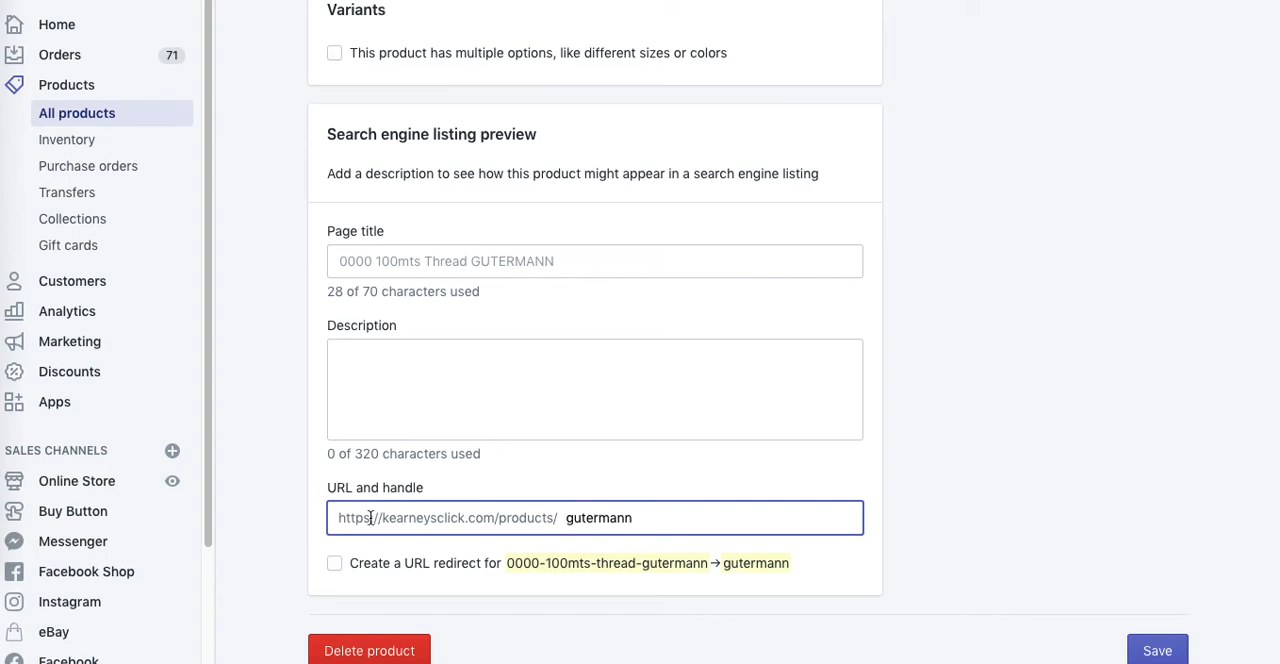 Home
Orders 71
Products
All products
Inventory
Purchase orders
Transfers
Collections
Gift cards
Customers
Analytics
Marketing
Discounts
Apps
SALES CHANNELS
Online Store
Buy Button
Messenger
Facebook Shop
Instagram
eBay
Facebook
Variants
This product has multiple options, like different sizes or colors
Search engine listing preview
Add a description to see how this product might appear in a search engine listing
Page title
0000 100mts Thread GUTERMANN
28 of 70 characters used
Description
0 of 320 characters used
URL and handle
https://kearneysclick.com/products/ gutermann
Create a URL redirect for 0000-100mts-thread-gutermann → gutermann
Delete product
Save